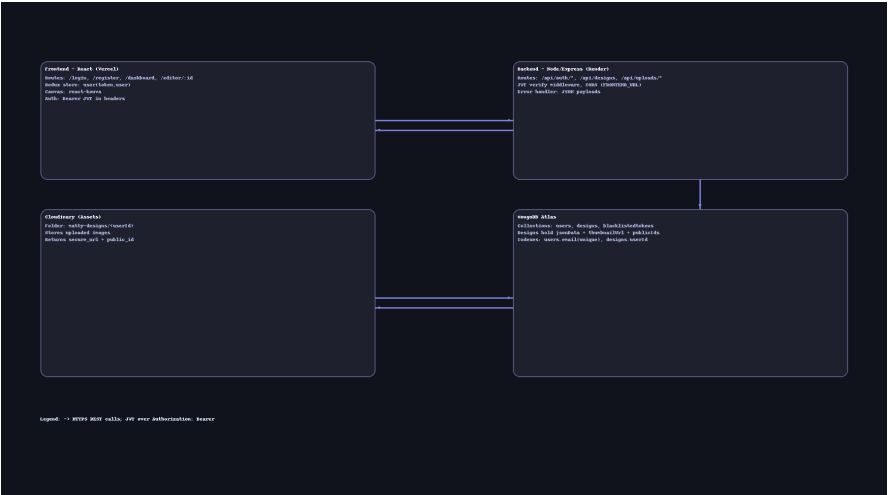 Frontend - React (Vercel)
Routes: /login, /register, /dashboard, /editor/:id
Redux store: user(token,user)
Canvas: react-konva
Auth: Bearer JWT in headers
Backend - Node/Express (Render)
Routes: /api/auth/*, /api/designs, /api/uploads/*
JWT verify middleware, CORS (FRONTEND_URL)
Error handler: JSON payloads
Cloudinary (Assets)
Folder: matty-designs/<userId>
Stores uploaded images
Returns secure_url + public_id
MongoDB Atlas
Collections: users, designs, blacklistedtokens
Designs hold jsonData + thumbnailUrl + publicIds
Indexes: users.email(unique), designs.userId
Legend: -> HTTPS REST calls; JWT over Authorization: Bearer